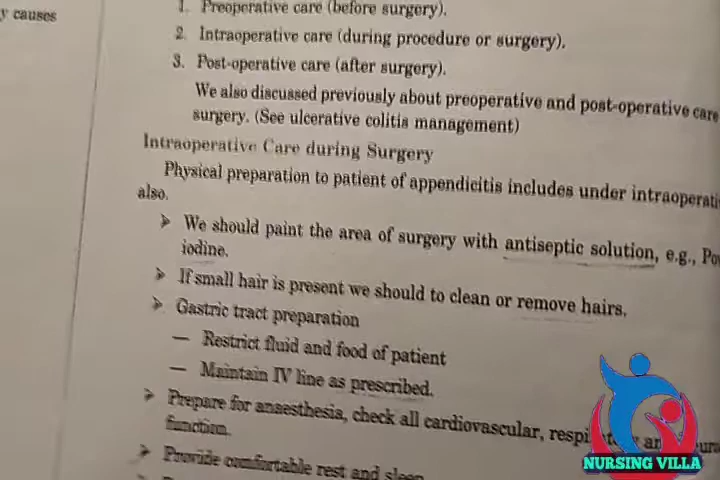 y causes
1. Preoperative care (before surgery).
2. Intraoperative care (during procedure or surgery).
3. Post-operative care (after surgery).
We also discussed previously about preoperative and post-operative care
surgery. (See ulcerative colitis management)
Intraoperative Care during Surgery
Physical preparation to patient of appendicitis includes under intraoperati
also.
➤ We should paint the area of surgery with antiseptic solution, e.g., Po
iodine.
➤ If small hair is present we should to clean or remove hairs.
➤ Gastric tract preparation
— Restrict fluid and food of patient
— Maintain IV line as prescribed.
➤ Prepare for anaesthesia, check all cardiovascular,
function.
➤ Provide comfortable rest and sleep
NURSING VILLA